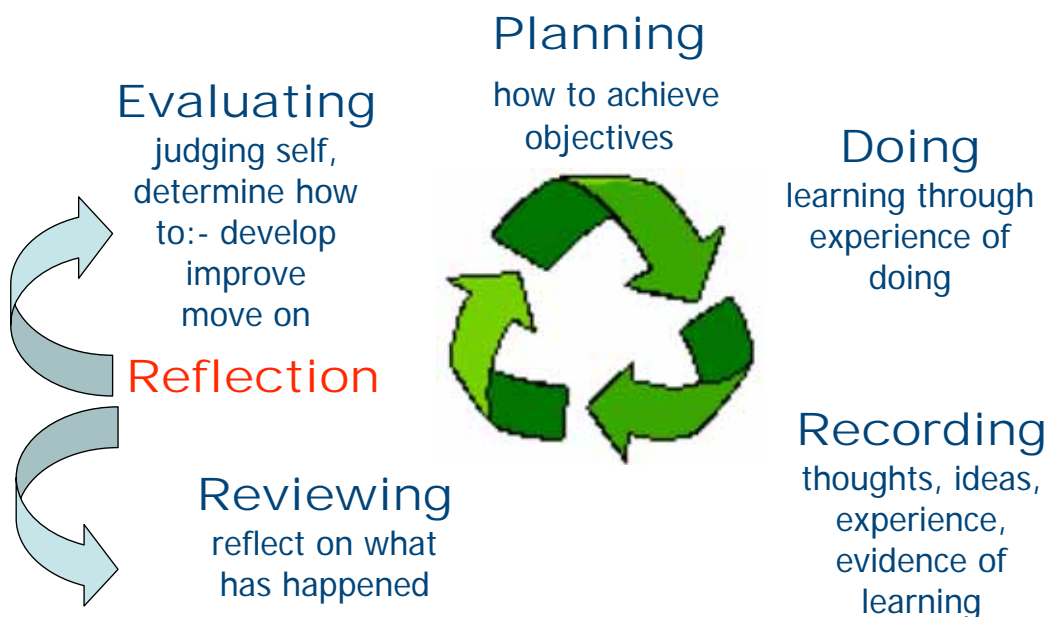 Planning
how to achieve
objectives
Evaluating
judging self,
determine how
to:- develop
improve
move on
Doing
learning through
experience of
doing
Reflection
Recording
thoughts, ideas,
experience,
evidence of
learning
Reviewing
reflect on what
has happened